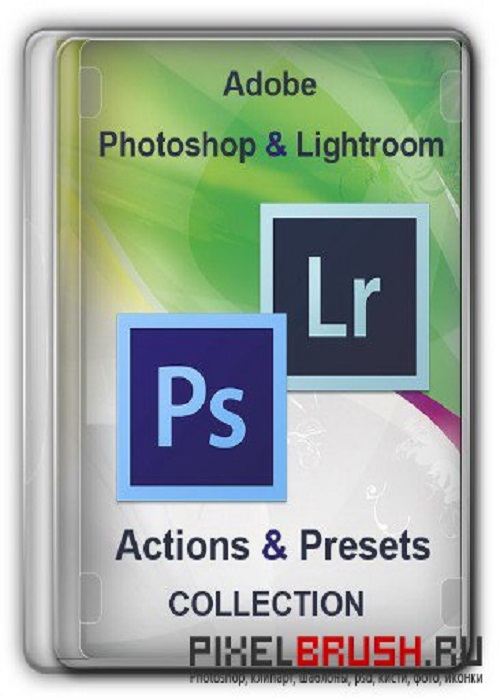 Adobe
Photoshop & Lightroom
Lr
Ps
Actions & Presets
COLLECTION
PIXELBRUSH.RU
Photoshop, клипарт, шаблоны, psd, кисти, фото, иконки